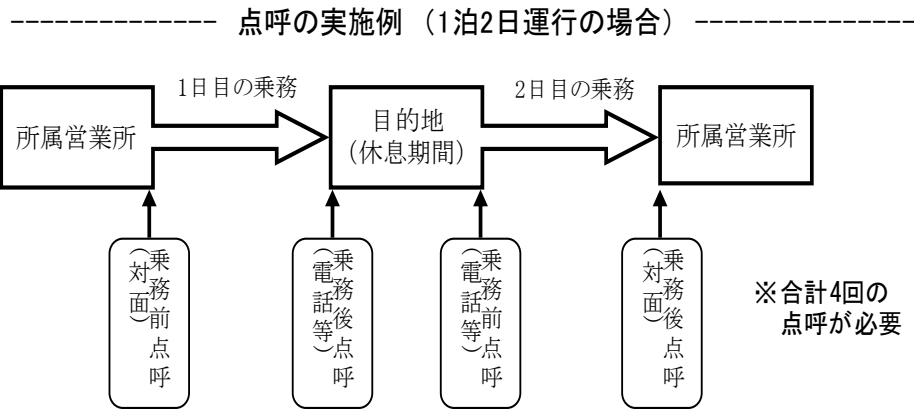 点呼の実施例（1泊2日運行の場合）
1日目の乗務
2日目の乗務
所属営業所
目的地
（休息期間）
所属営業所
乗務前点呼
（対面）
乗務後点呼
（電話等）
乗務前点呼
（電話等）
乗務後点呼
（対面）
※合計4回の
点呼が必要